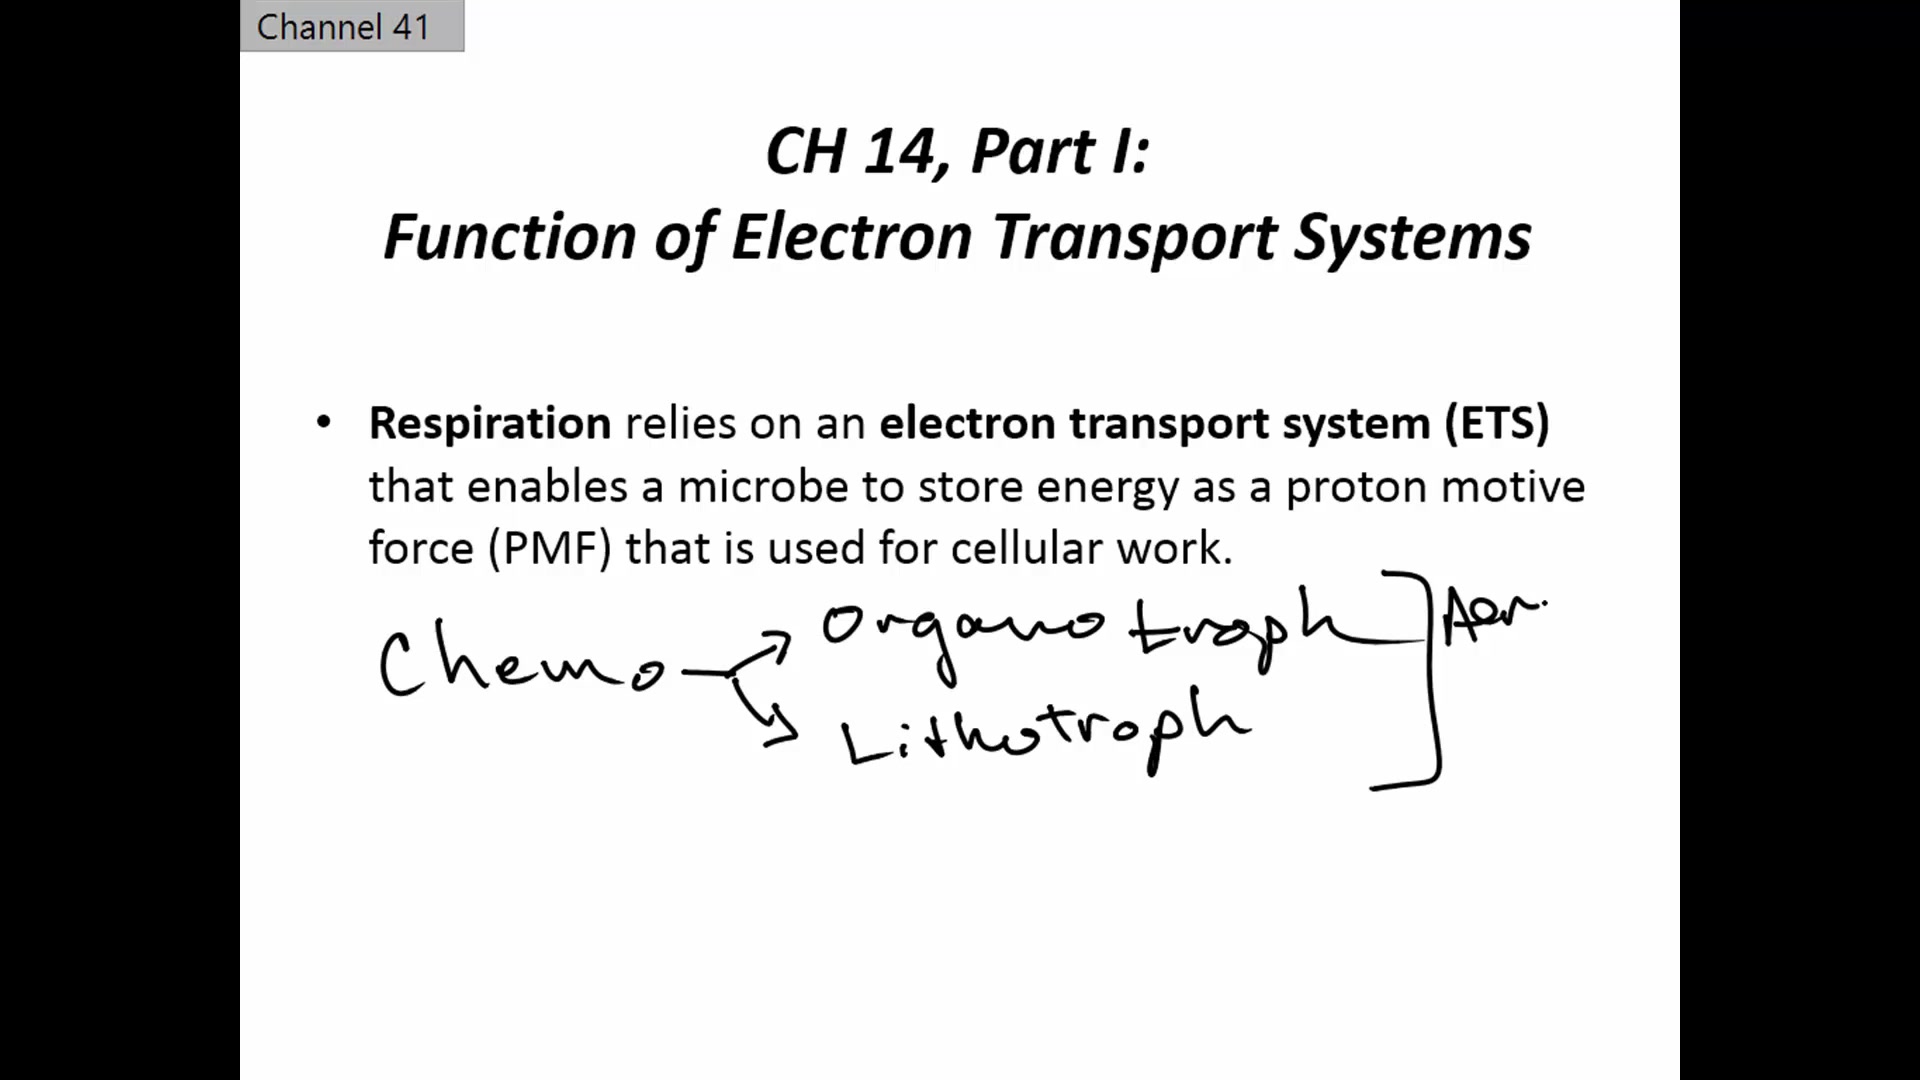 Channel 41
CH 14, Part I:
Function of Electron Transport Systems
• Respiration relies on an electron transport system (ETS)
that enables a microbe to store energy as a proton motive
force (PMF) that is used for cellular work.
Chemo → Organotroph ] Aer.
Lithotroph